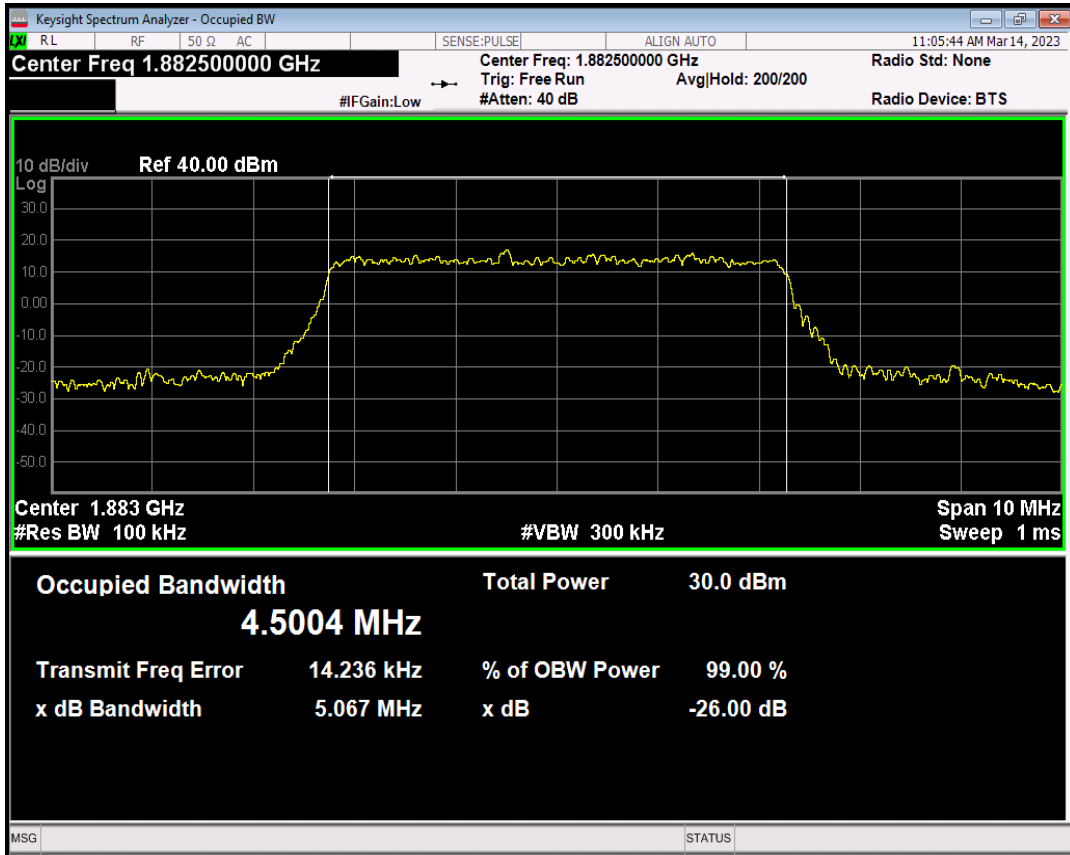 Keysight Spectrum Analyzer - Occupied BW
LXI RL RF 50 Ω AC SENSE:PULSE ALIGN AUTO 11:05:44 AM Mar 14, 2023
Center Freq 1.882500000 GHz Center Freq: 1.882500000 GHz Radio Std: None
Trig: Free Run Avg|Hold: 200/200
#IFGain:Low #Atten: 40 dB Radio Device: BTS
10 dB/div Ref 40.00 dBm
Log
30.0
20.0
10.0
0.00
-10.0
-20.0
-30.0
-40.0
-50.0
Center 1.883 GHz Span 10 MHz
#Res BW 100 kHz #VBW 300 kHz Sweep 1 ms
Occupied Bandwidth Total Power 30.0 dBm
4.5004 MHz
Transmit Freq Error 14.236 kHz % of OBW Power 99.00 %
x dB Bandwidth 5.067 MHz x dB -26.00 dB
MSG STATUS